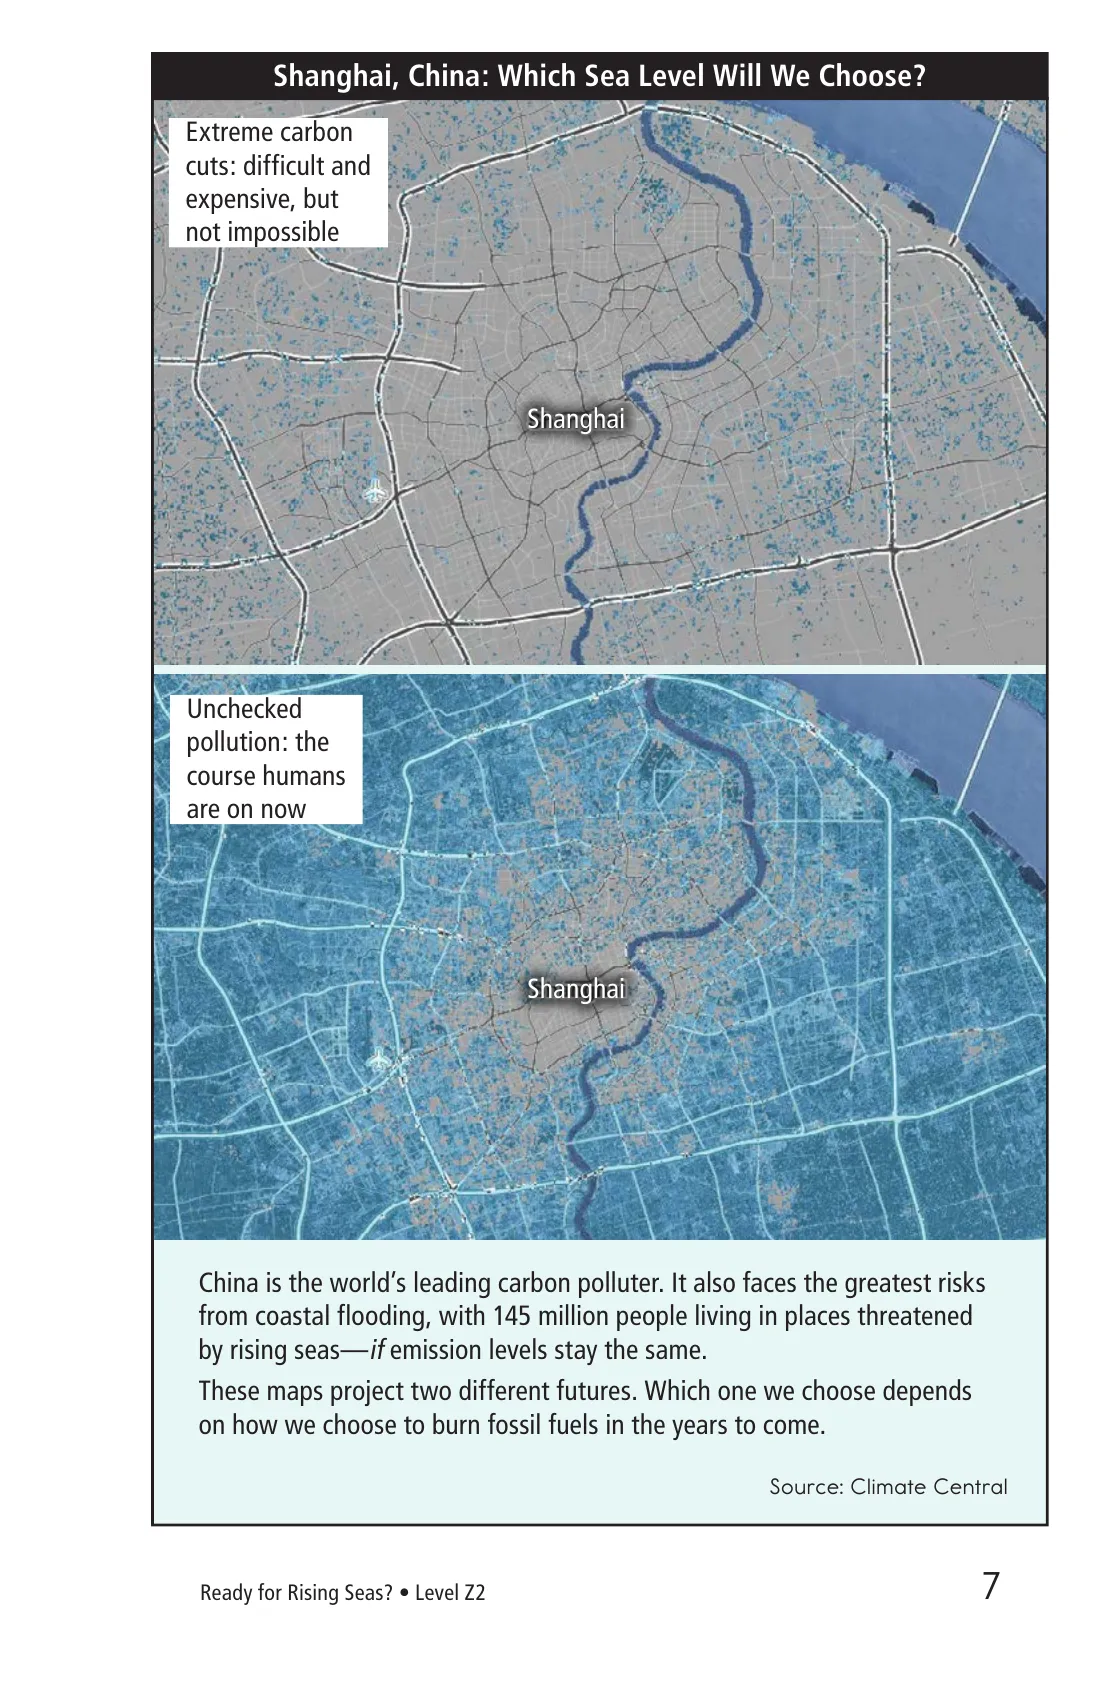 Shanghai, China: Which Sea Level Will We Choose?
Extreme carbon
cuts: difficult and
expensive, but
not impossible
Shanghai
Unchecked
pollution: the
course humans
are on now
Shanghai
China is the world’s leading carbon polluter. It also faces the greatest risks
from coastal flooding, with 145 million people living in places threatened
by rising seas—if emission levels stay the same.
These maps project two different futures. Which one we choose depends
on how we choose to burn fossil fuels in the years to come.
Source: Climate Central
Ready for Rising Seas? • Level Z2
7